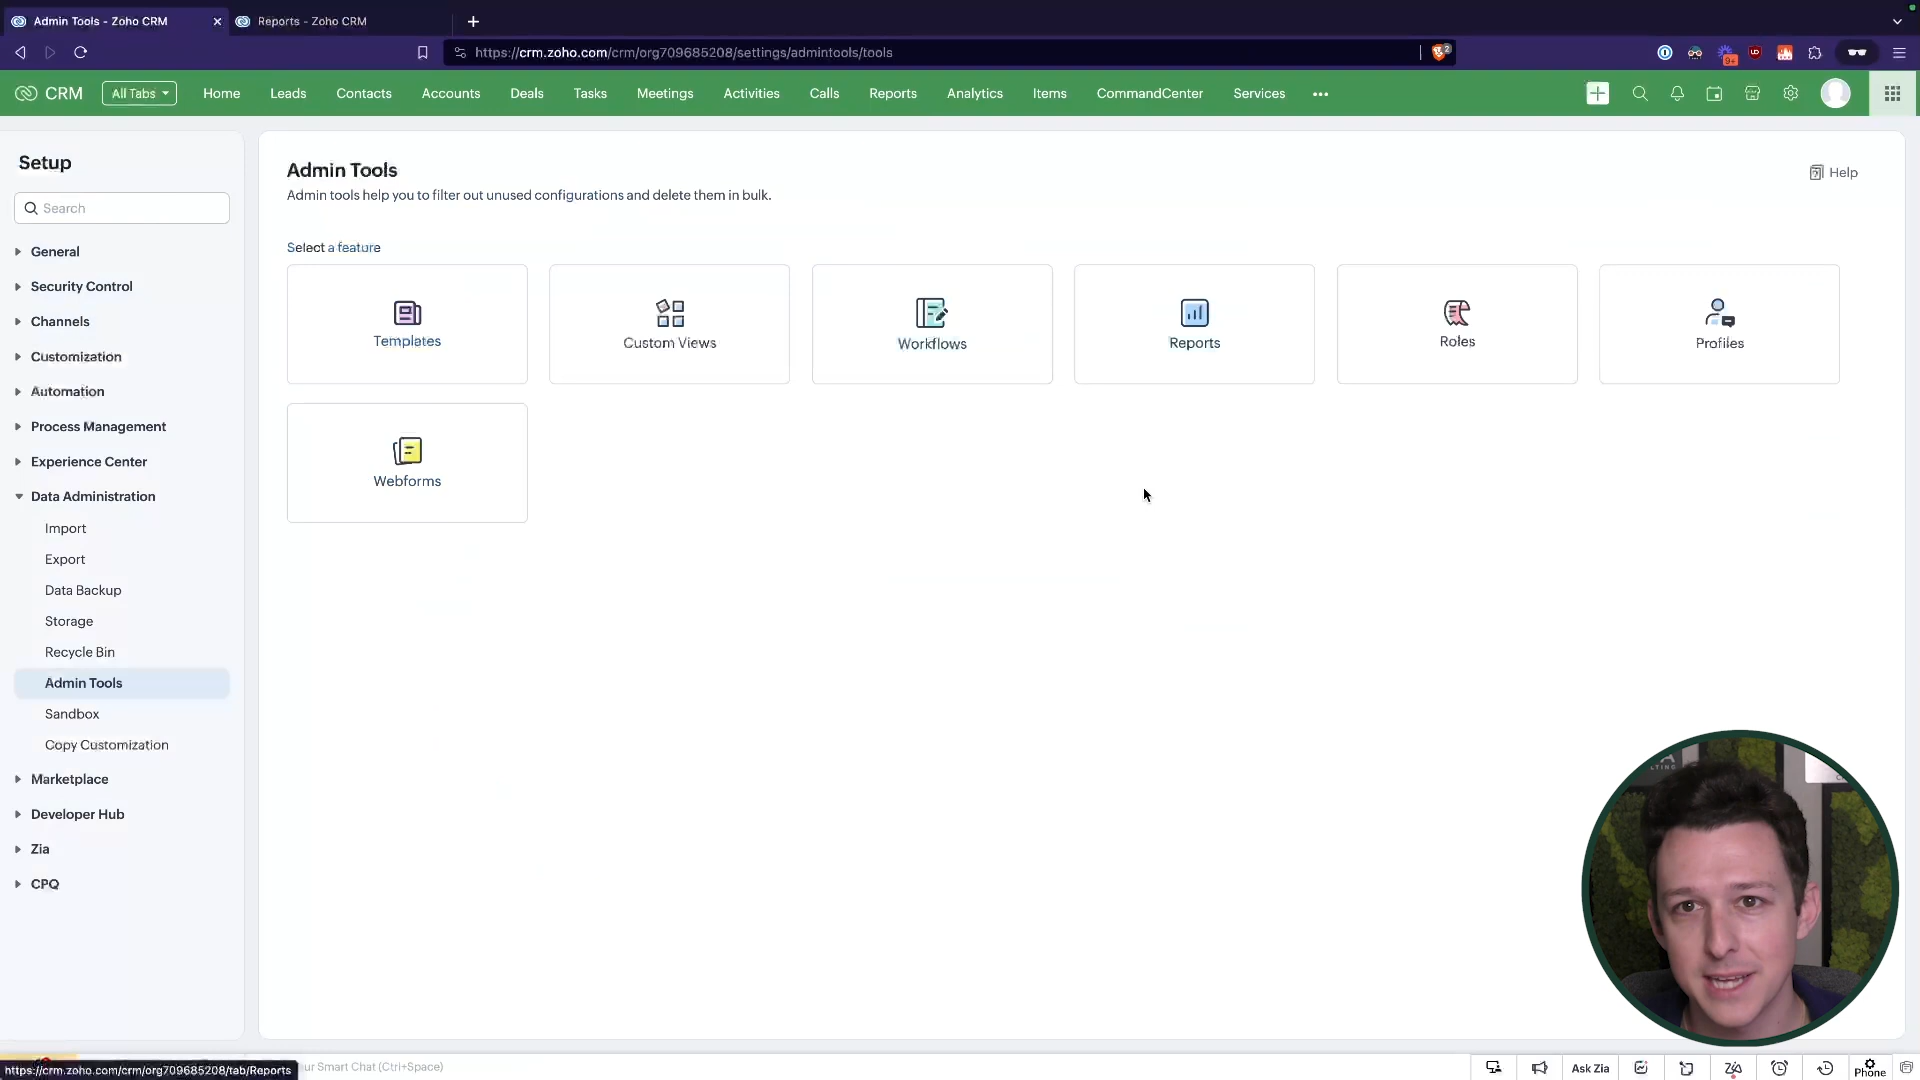 Admin Tools - Zoho CRM
Reports - Zoho CRM
https://crm.zoho.com/crm/org709685208/settings/admintools/tools
2
9+
CRM
All Tabs
Home
Leads
Contacts
Accounts
Deals
Tasks
Meetings
Activities
Calls
Reports
Analytics
Items
CommandCenter
Services
Setup
Search
General
Security Control
Channels
Customization
Automation
Process Management
Experience Center
Data Administration
Import
Export
Data Backup
Storage
Recycle Bin
Admin Tools
Sandbox
Copy Customization
Marketplace
Developer Hub
Zia
CPQ
Admin Tools
Help
Admin tools help you to filter out unused configurations and delete them in bulk.
Select a feature
Templates
Custom Views
Workflows
Reports
Roles
Profiles
Webforms
https://crm.zoho.com/crm/org709685208/tab/Reports
ur Smart Chat (Ctrl+Space)
Ask Zia
Phone